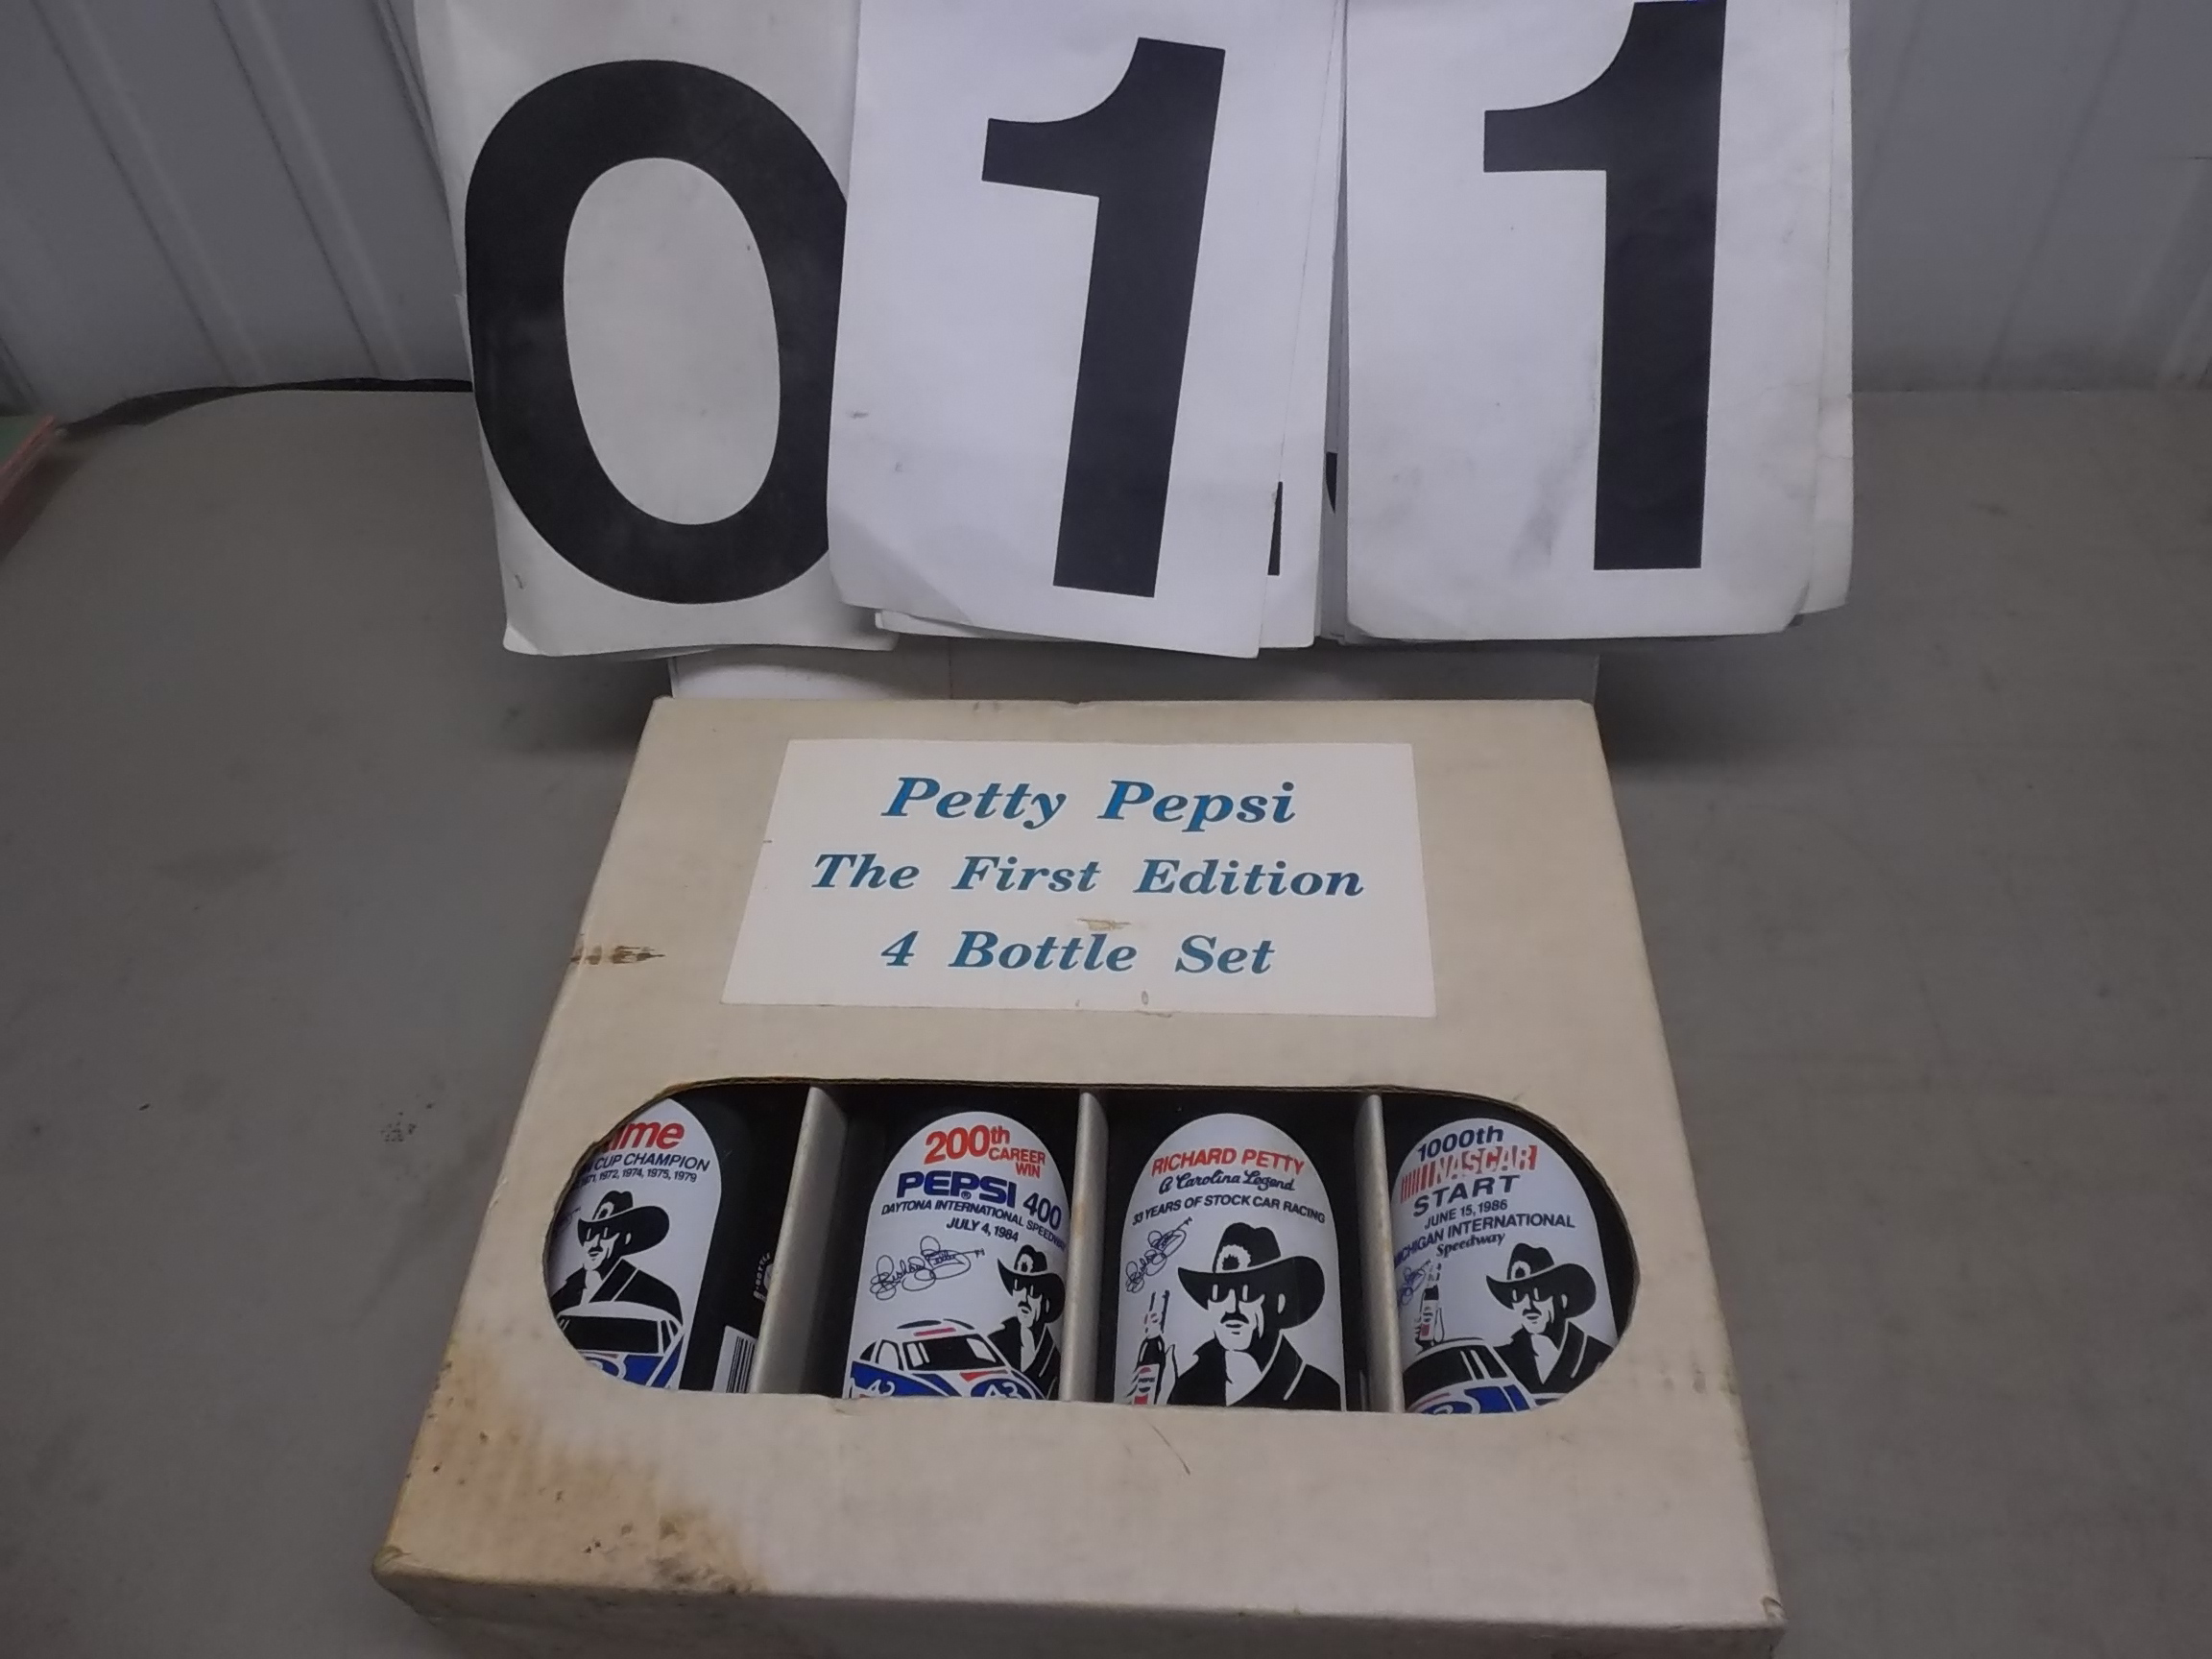 011
Petty Pepsi
The First Edition
4 Bottle Set
CUP CHAMPION
1972, 1974, 1975, 1979
200th
CAREER
WIN
PEPSI® 400
DAYTONA INTERNATIONAL SPEEDWAY
JULY 4, 1984
43
43
RICHARD PETTY
A Carolina Legend
33 YEARS OF STOCK CAR RACING
1000th
NASCAR
START
JUNE 15, 1986
MICHIGAN INTERNATIONAL
Speedway